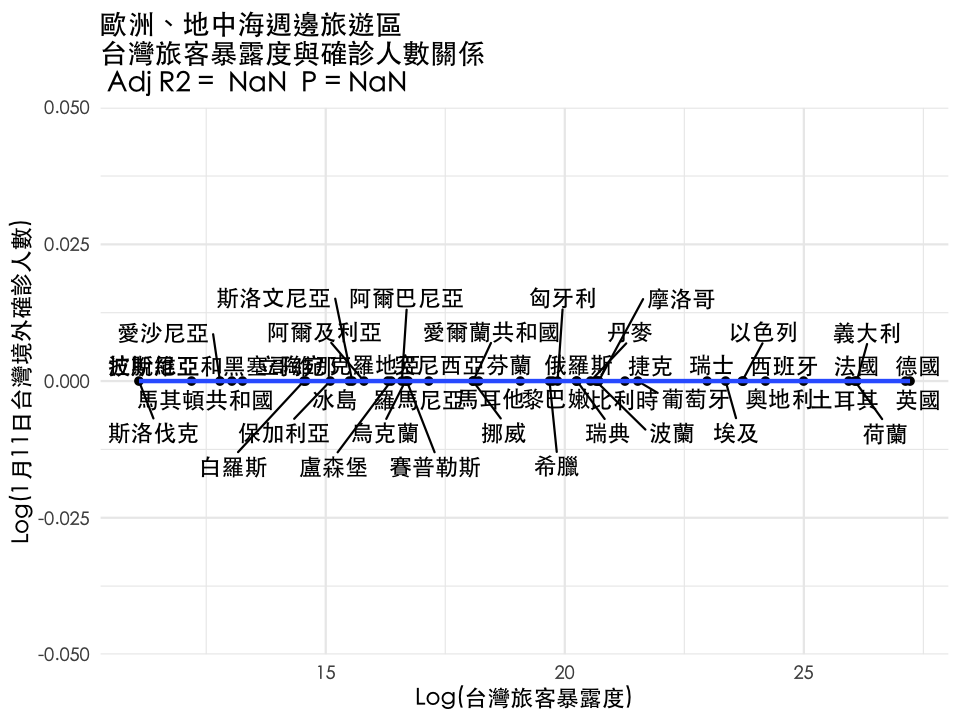 歐洲、地中海週邊旅遊區
台灣旅客暴露度與確診人數關係
Adj R2 = NaN P = NaN
Log(1月11日台灣境外確診人數)
0.050
0.025
0.000
-0.025
-0.050
斯洛文尼亞 阿爾巴尼亞 匈牙利 摩洛哥
愛沙尼亞 阿爾及利亞 愛爾蘭共和國 丹麥 以色列 義大利
突尼西亞 芬蘭 俄羅斯 捷克 瑞士 西班牙 法國 德國
馬其頓共和國 冰島 羅馬尼亞 馬耳他 黎巴嫩 比利時 葡萄牙 奧地利 土耳其 英國
斯洛伐克 保加利亞 烏克蘭 挪威 瑞典 波蘭 埃及 荷蘭
白羅斯 盧森堡 賽普勒斯 希臘
15 20 25
Log(台灣旅客暴露度)